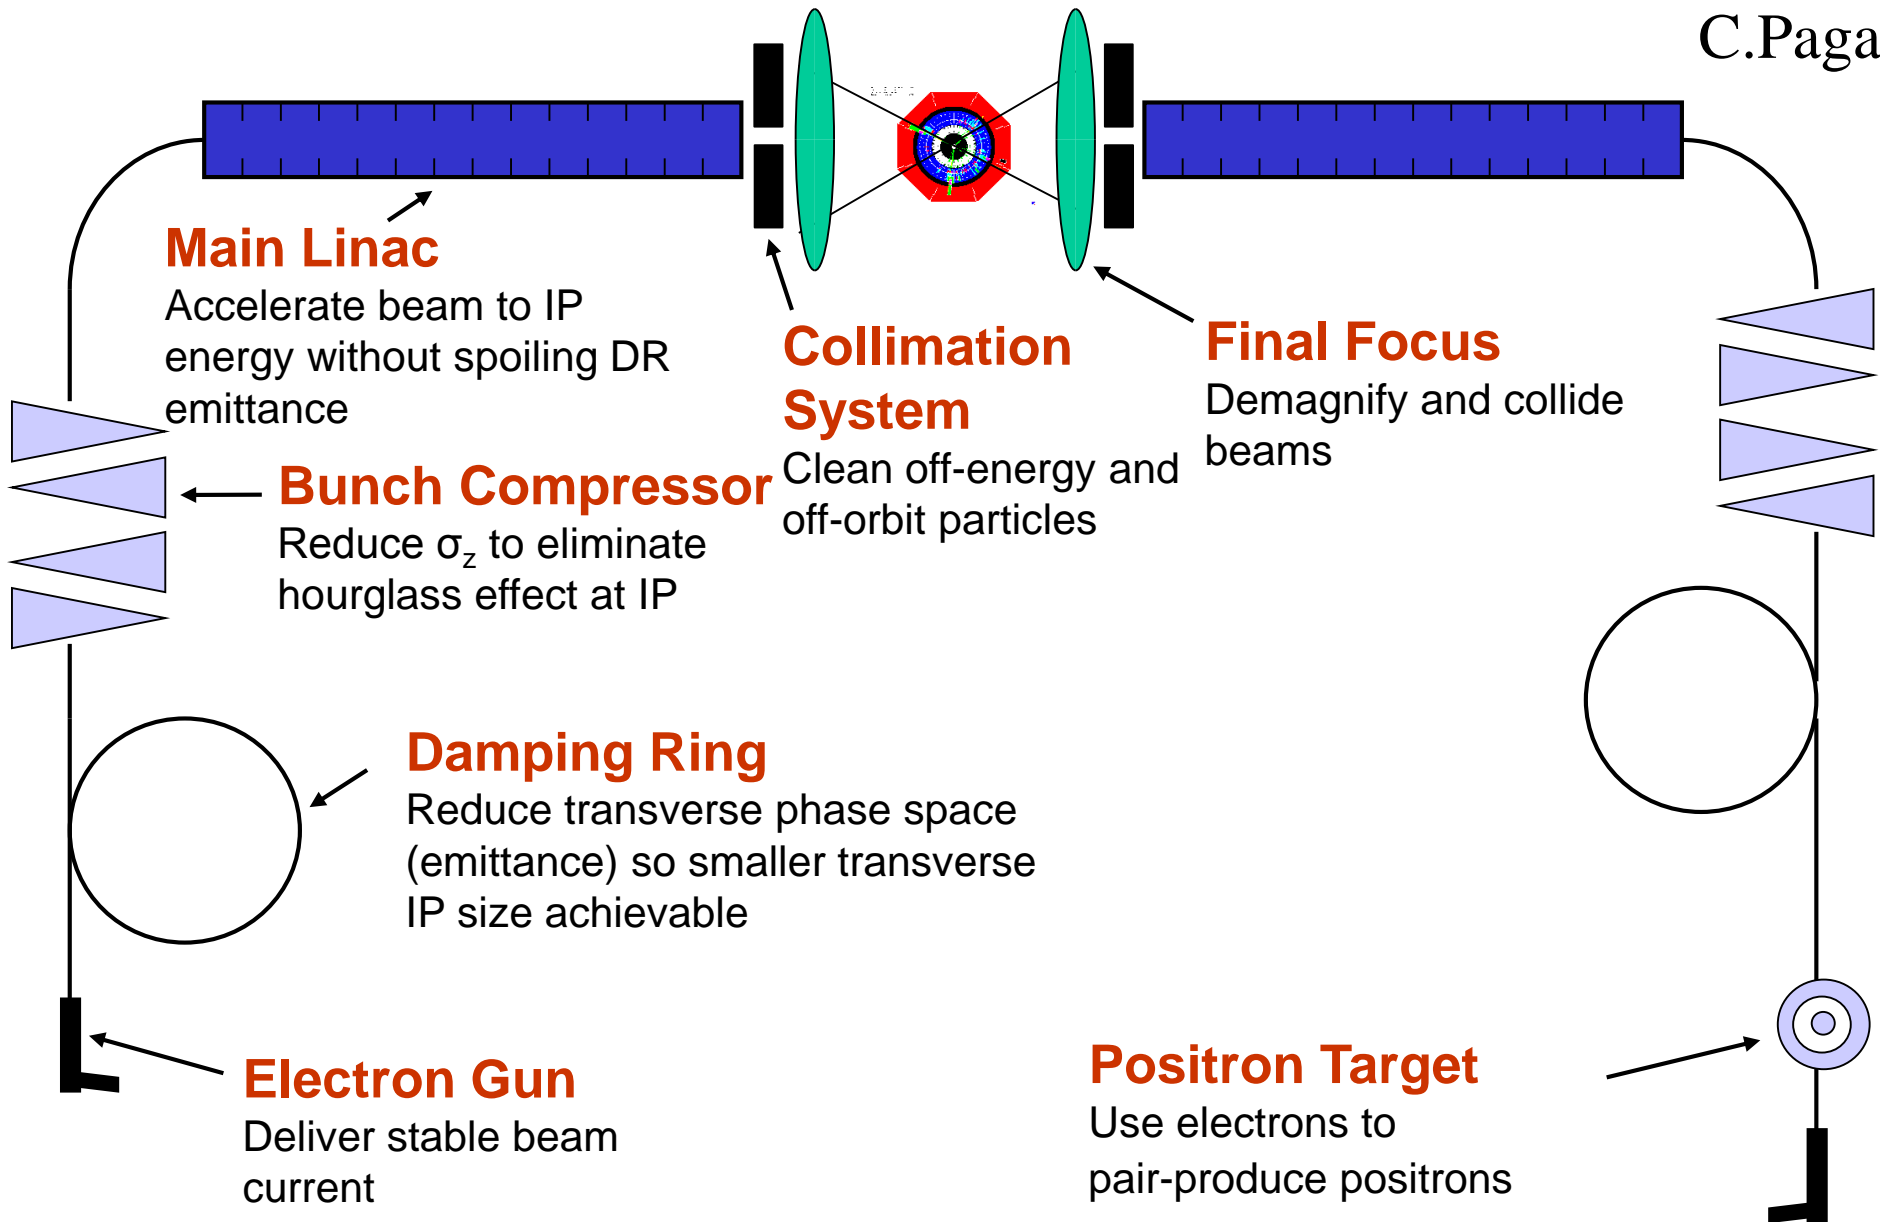 C.Paga
Main Linac
Accelerate beam to IP
energy without spoiling DR
emittance
Collimation
System
Clean off-energy and
off-orbit particles
Final Focus
Demagnify and collide
beams
Bunch Compressor
Reduce σz to eliminate
hourglass effect at IP
Damping Ring
Reduce transverse phase space
(emittance) so smaller transverse
IP size achievable
Electron Gun
Deliver stable beam
current
Positron Target
Use electrons to
pair-produce positrons